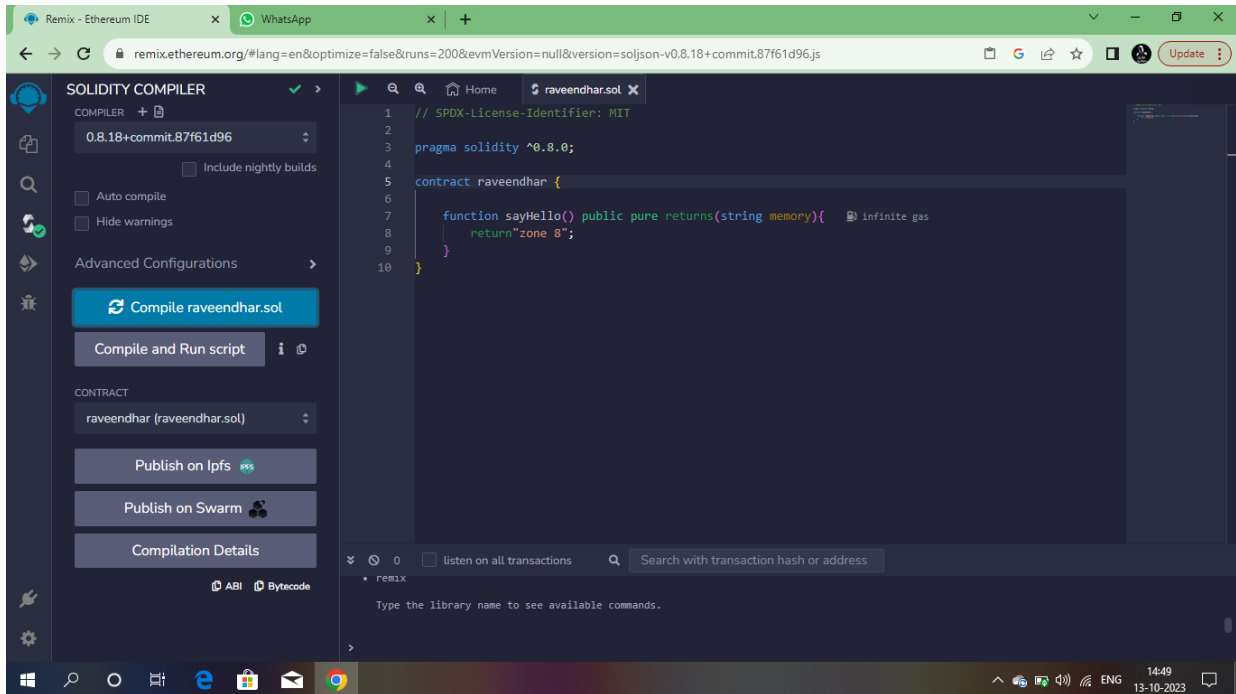 Remix - Ethereum IDE
WhatsApp
remix.ethereum.org/#lang=en&optimize=false&runs=200&evmVersion=null&version=soljson-v0.8.18+commit.87f61d96.js
Update
SOLIDITY COMPILER
COMPILER
0.8.18+commit.87f61d96
Include nightly builds
Auto compile
Hide warnings
Advanced Configurations
Compile raveendhar.sol
Compile and Run script
CONTRACT
raveendhar (raveendhar.sol)
Publish on Ipfs
IPFS
Publish on Swarm
Compilation Details
ABI Bytecode
Home
raveendhar.sol
1 // SPDX-License-Identifier: MIT
2
3 pragma solidity ^0.8.0;
4
5 contract raveendhar {
6
7 function sayHello() public pure returns(string memory){ infinite gas
8 return"zone 8";
9 }
10 }
0 listen on all transactions Search with transaction hash or address
• remix
Type the library name to see available commands.
>
ENG
14:49
13-10-2023